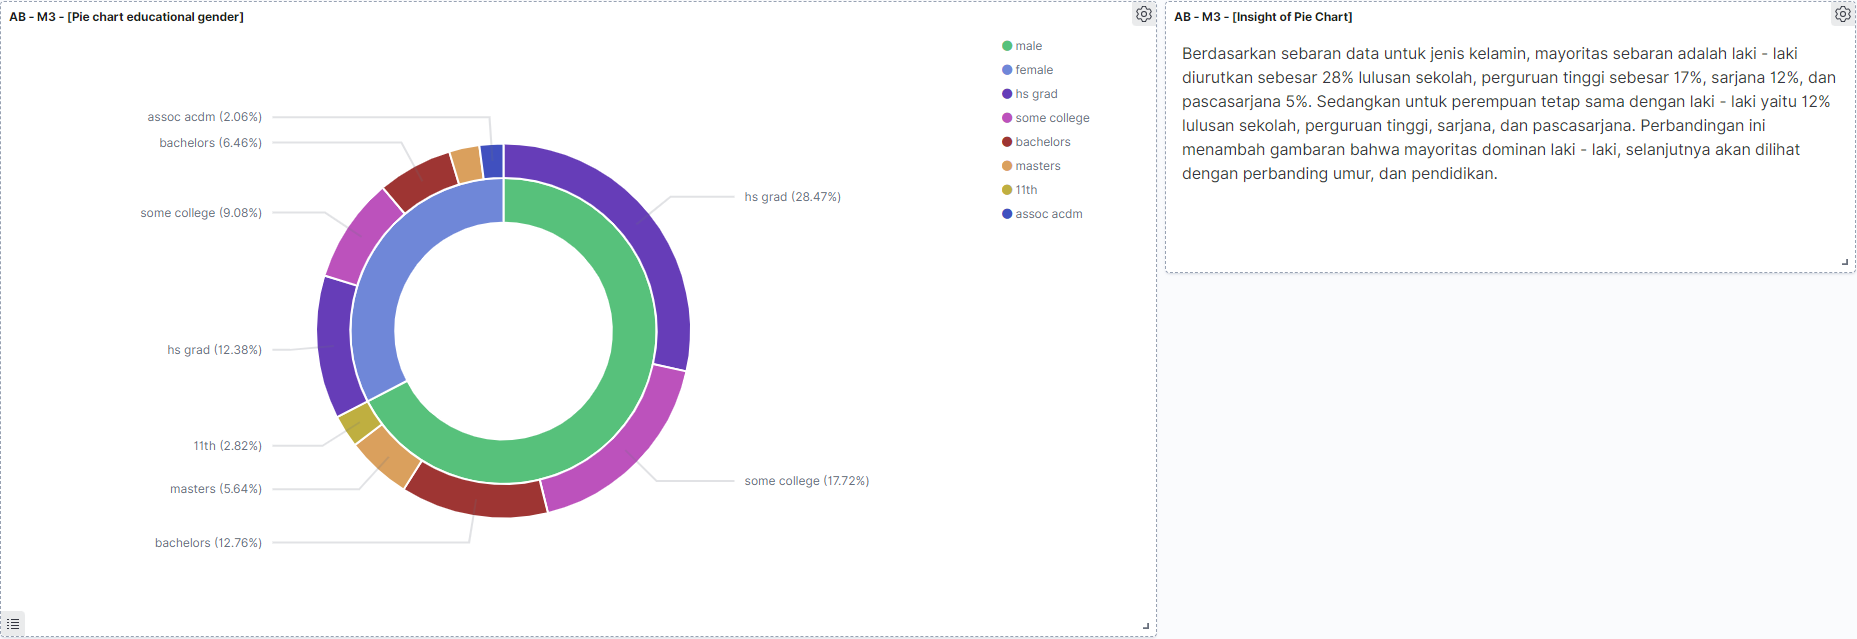 AB - M3 - [Pie chart educational gender]
male
female
hs grad
some college
bachelors
masters
11th
assoc acdm
assoc acdm (2.06%)
bachelors (6.46%)
some college (9.08%)
hs grad (12.38%)
11th (2.82%)
masters (5.64%)
bachelors (12.76%)
hs grad (28.47%)
some college (17.72%)
AB - M3 - [Insight of Pie Chart]
Berdasarkan sebaran data untuk jenis kelamin, mayoritas sebaran adalah laki - laki
diurutkan sebesar 28% lulusan sekolah, perguruan tinggi sebesar 17%, sarjana 12%, dan
pascasarjana 5%. Sedangkan untuk perempuan tetap sama dengan laki - laki yaitu 12%
lulusan sekolah, perguruan tinggi, sarjana, dan pascasarjana. Perbandingan ini
menambah gambaran bahwa mayoritas dominan laki - laki, selanjutnya akan dilihat
dengan perbanding umur, dan pendidikan.